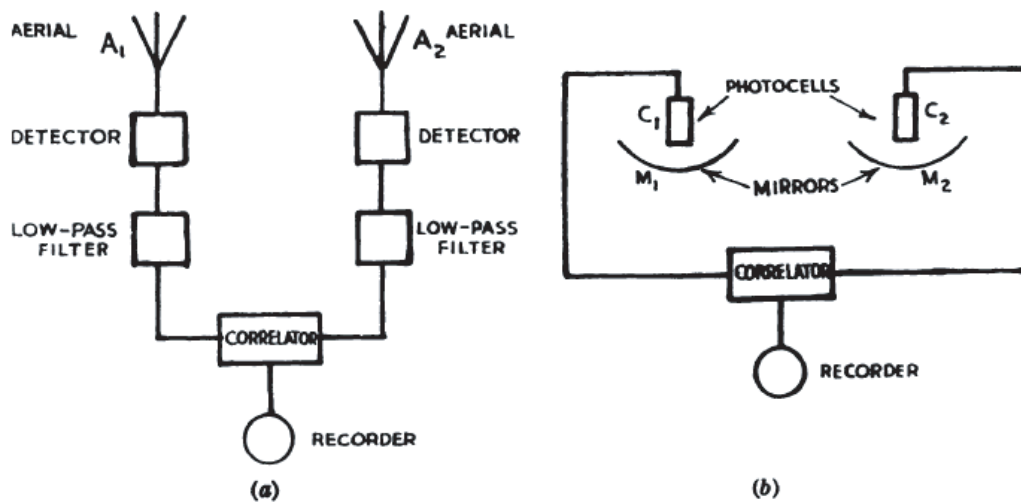 AERIAL A₁
A₂ AERIAL
DETECTOR
DETECTOR
LOW-PASS
FILTER
LOW-PASS
FILTER
CORRELATOR
RECORDER
(a)
PHOTOCELLS
C₁
C₂
M₁
MIRRORS
M₂
CORRELATOR
RECORDER
(b)